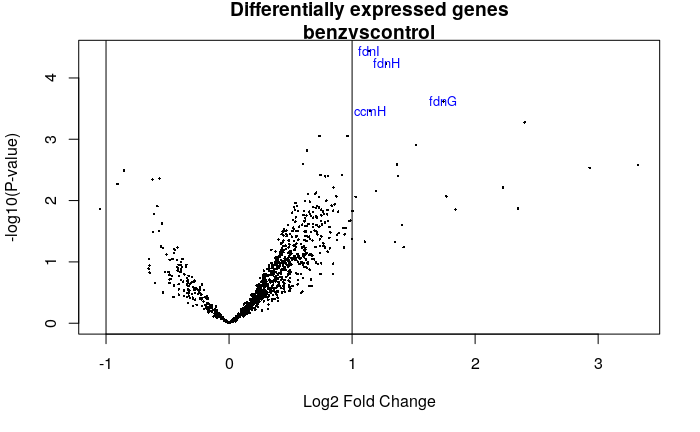 Differentially expressed genes
benzvscontrol
fdnI
fdnH
fdnG
ccmH
-log10(P-value)
4
3
2
1
0
-1 0 1 2 3
Log2 Fold Change